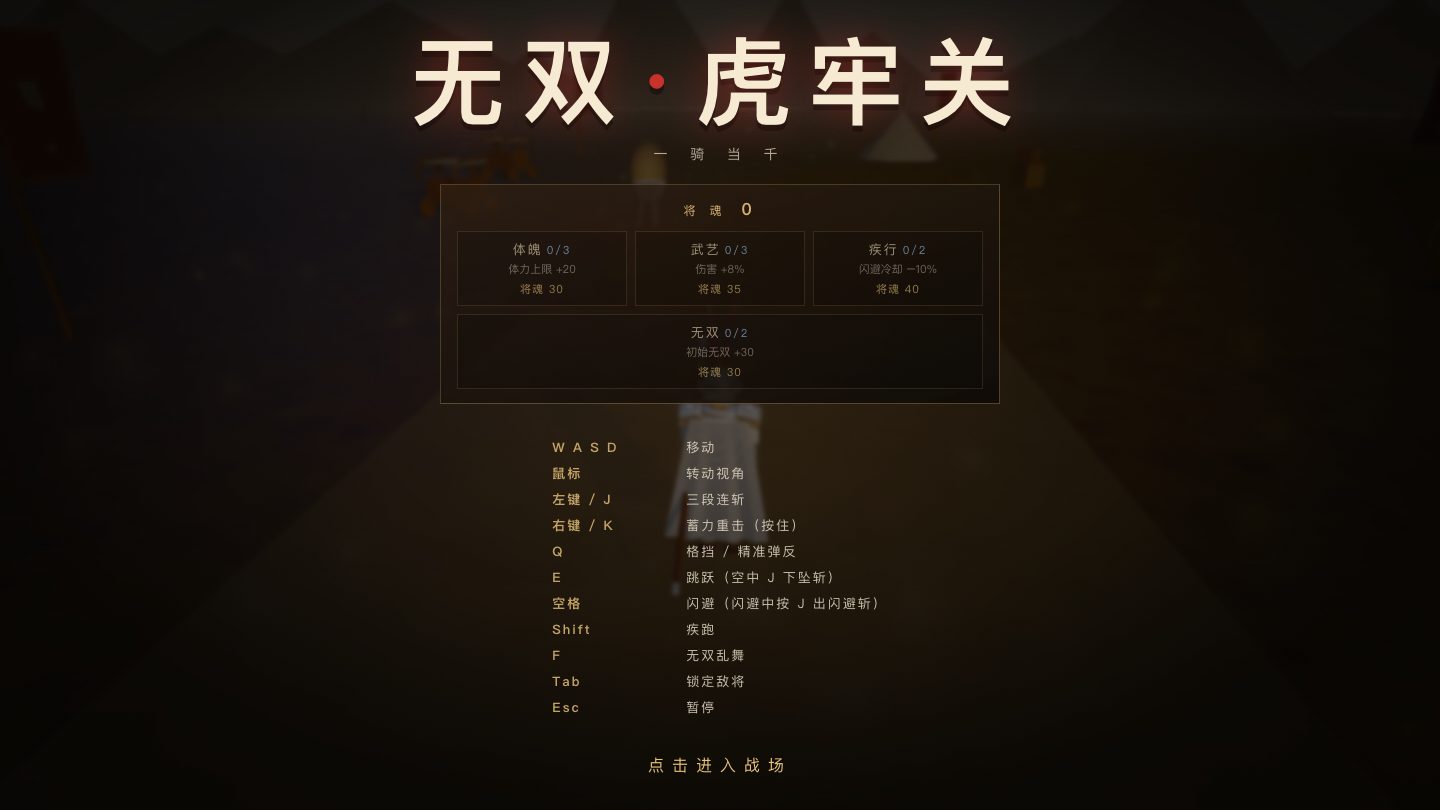 无双·虎牢关
一骑当千
将魂 0
体魄 0/3
体力上限 +20
将魂 30
武艺 0/3
伤害 +8%
将魂 35
疾行 0/2
闪避冷却 −10%
将魂 40
无双 0/2
初始无双 +30
将魂 30
W A S D 移动
鼠标 转动视角
左键 / J 三段连斩
右键 / K 蓄力重击（按住）
Q 格挡 / 精准弹反
E 跳跃（空中 J 下坠斩）
空格 闪避（闪避中按 J 出闪避斩）
Shift 疾跑
F 无双乱舞
Tab 锁定敌将
Esc 暂停
点击进入战场